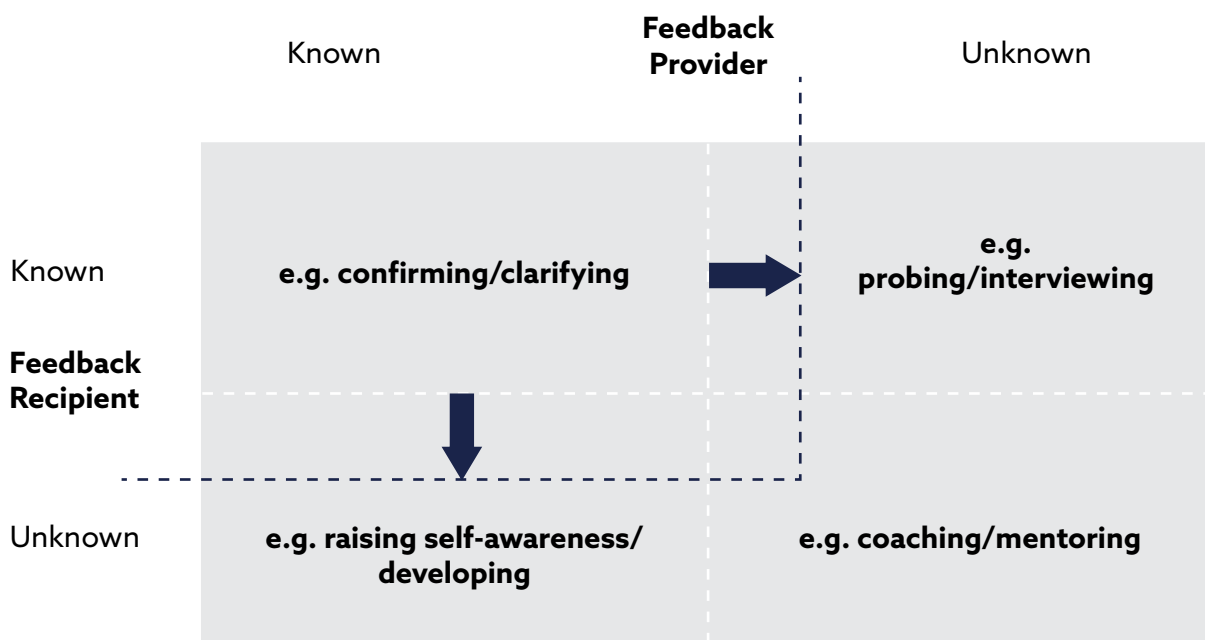 Known
Feedback
Provider
Unknown
Known
e.g. confirming/clarifying
e.g.
probing/interviewing
Feedback
Recipient
Unknown
e.g. raising self-awareness/
developing
e.g. coaching/mentoring